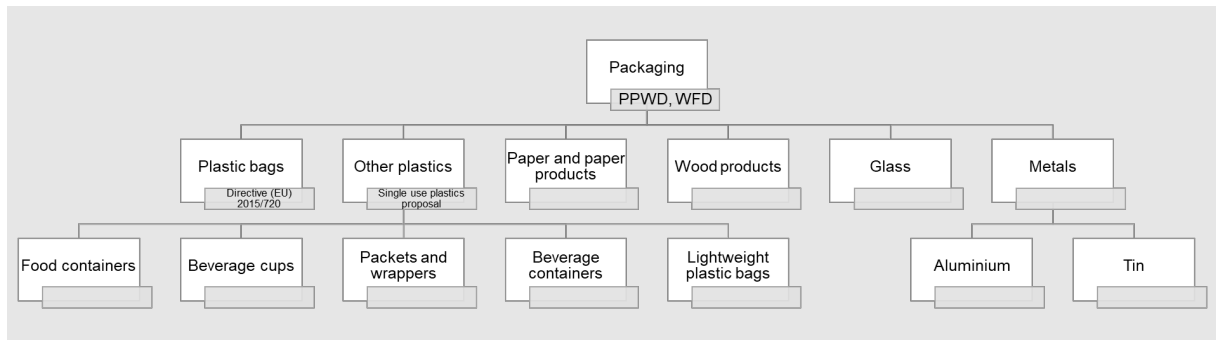 Packaging
PPWD, WFD
Plastic bags
Directive (EU)
2015/720
Other plastics
Single use plastics
proposal
Paper and paper
products
Wood products
Glass
Metals
Food containers
Beverage cups
Packets and
wrappers
Beverage
containers
Lightweight
plastic bags
Aluminium
Tin